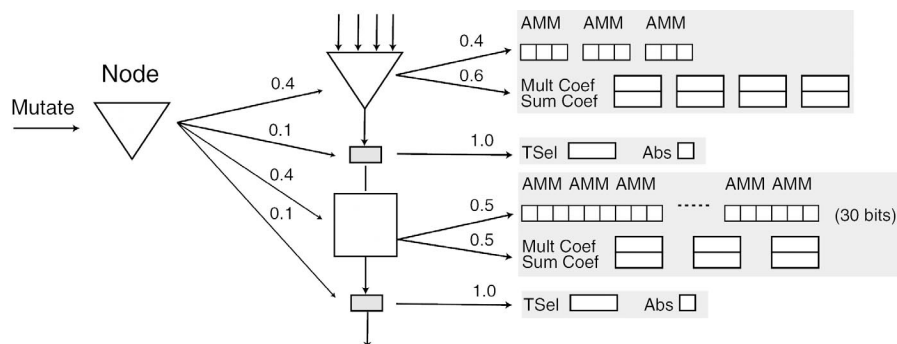 AMM AMM AMM
0.4
Node
0.6
Mult Coef
Sum Coef
0.4
Mutate
0.1
1.0
TSel Abs
0.4
AMM AMM AMM AMM AMM
0.1
0.5
..... (30 bits)
0.5
Mult Coef
Sum Coef
1.0
TSel Abs